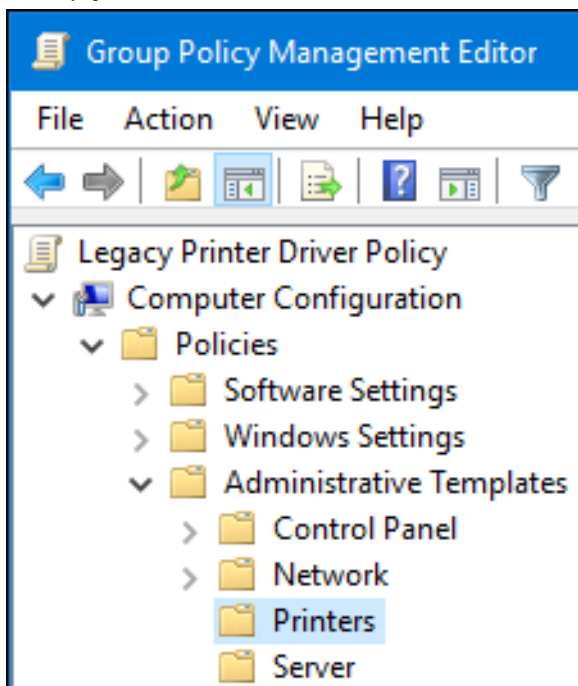 Group Policy Management Editor
File Action View Help
Legacy Printer Driver Policy
Computer Configuration
Policies
Software Settings
Windows Settings
Administrative Templates
Control Panel
Network
Printers
Server